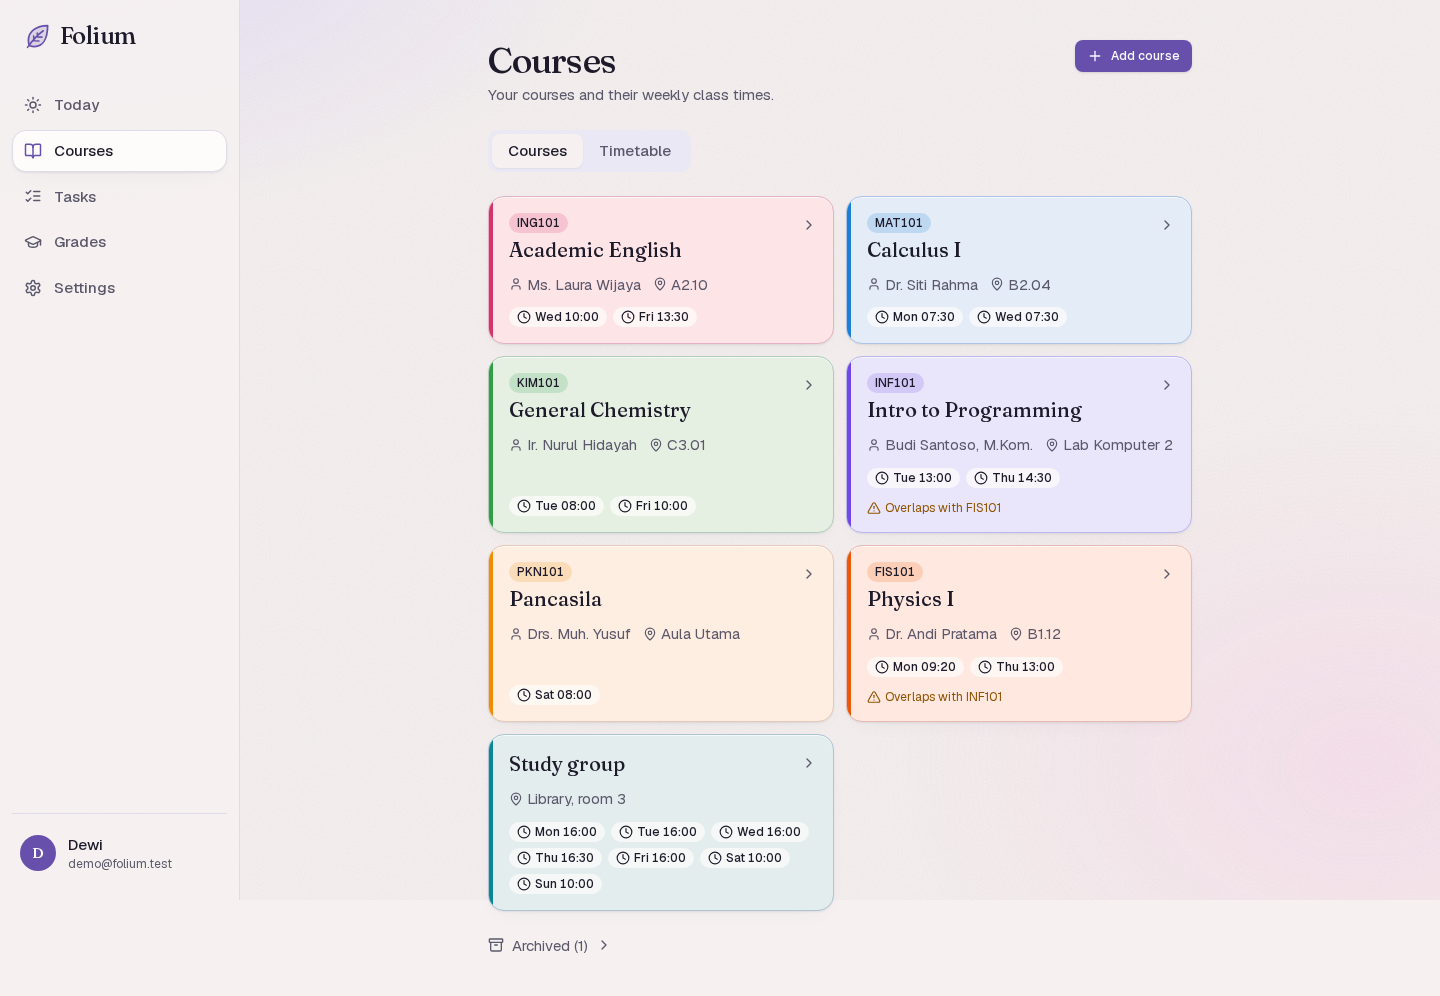 Folium
Today
Courses
Tasks
Grades
Settings
D
Dewi
demo@folium.test
Courses
Your courses and their weekly class times.
Add course
Courses
Timetable
ING101
Academic English
Ms. Laura Wijaya A2.10
Wed 10:00 Fri 13:30
MAT101
Calculus I
Dr. Siti Rahma B2.04
Mon 07:30 Wed 07:30
KIM101
General Chemistry
Ir. Nurul Hidayah C3.01
Tue 08:00 Fri 10:00
INF101
Intro to Programming
Budi Santoso, M.Kom. Lab Komputer 2
Tue 13:00 Thu 14:30
Overlaps with FIS101
PKN101
Pancasila
Drs. Muh. Yusuf Aula Utama
Sat 08:00
FIS101
Physics I
Dr. Andi Pratama B1.12
Mon 09:20 Thu 13:00
Overlaps with INF101
Study group
Library, room 3
Mon 16:00 Tue 16:00 Wed 16:00
Thu 16:30 Fri 16:00 Sat 10:00
Sun 10:00
Archived (1)